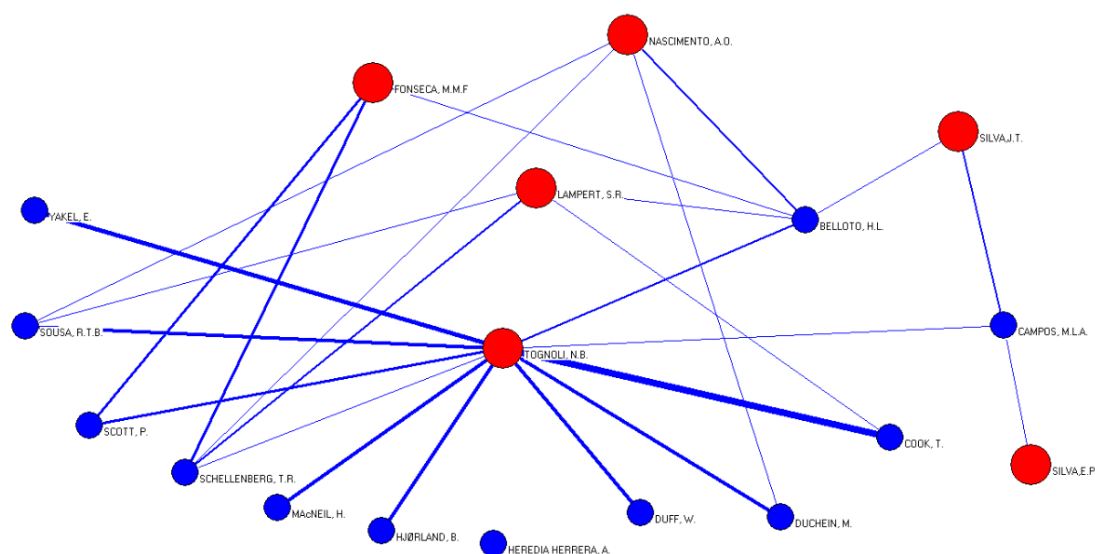 NASCIMENTO, A.O.
FONSECA, M.M.F
SILVA,J.T.
LAMPERT, S.R.
YAKEL, E.
BELLOTO, H.L.
SOUSA, R.T.B.
CAMPOS, M.L.A.
TOGNOLI, N.B.
SCOTT, P.
COOK, T.
SCHELLENBERG, T.R.
SILVA,E.P
MAcNEIL, H.
DUFF, W.
DUCHEIN, M.
HJØRLAND, B.
HEREDIA HERRERA, A.